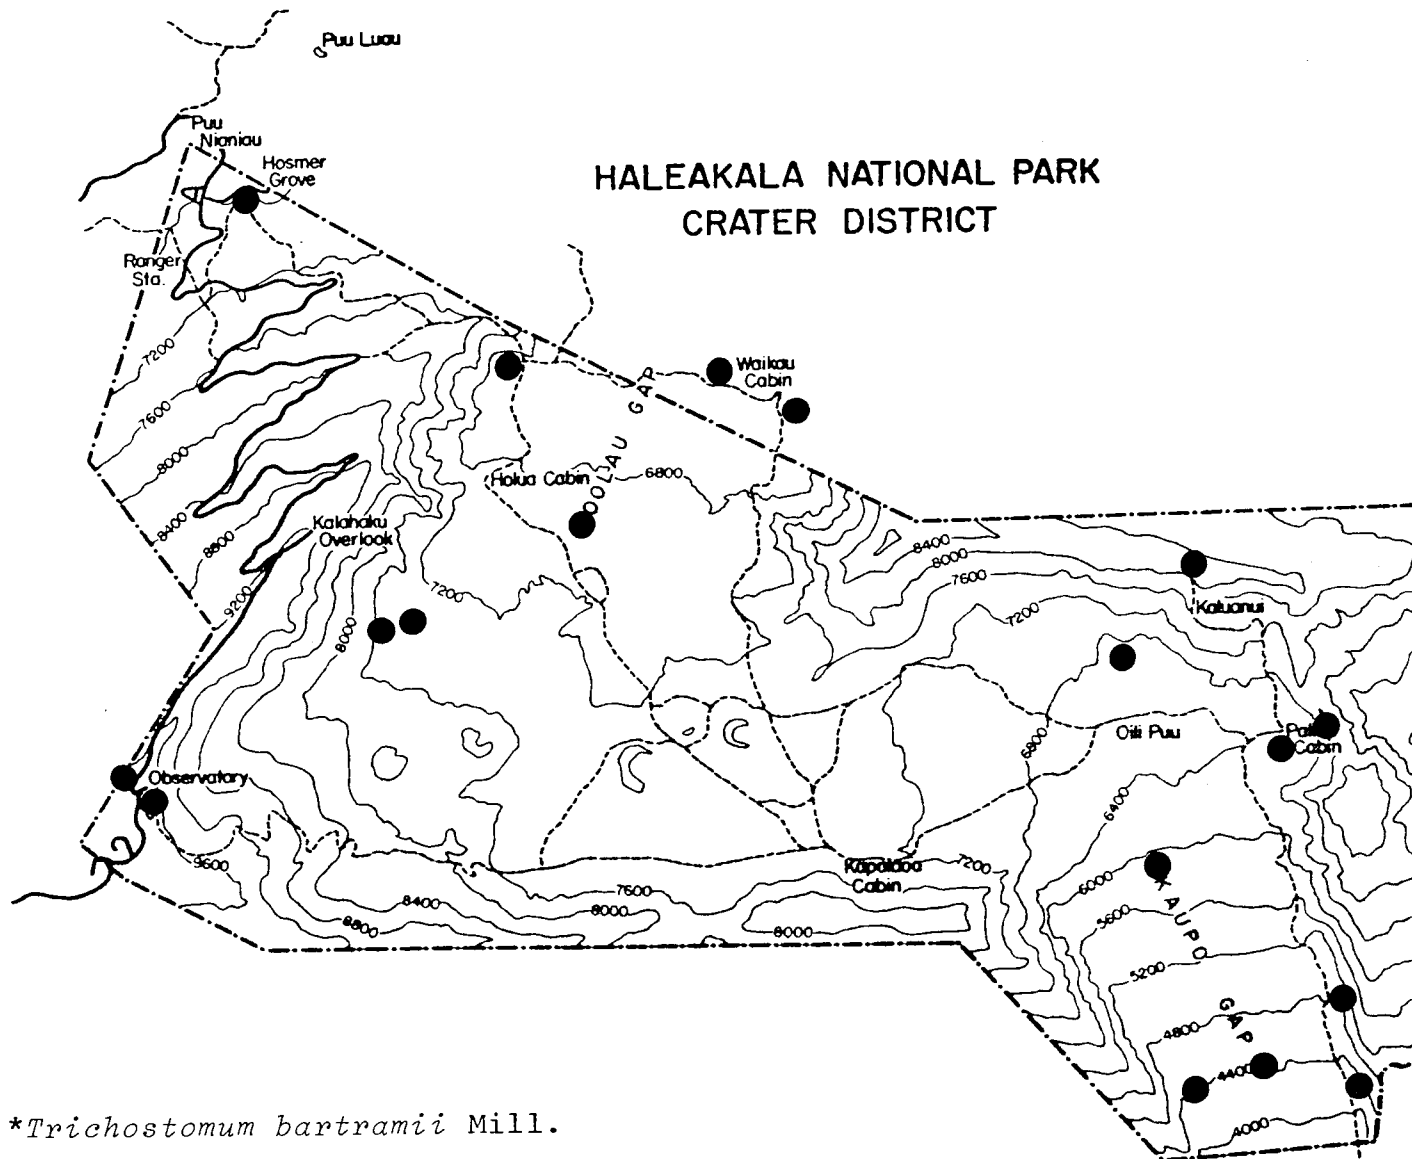 Puu Luau
Puu
Nianiau
Hosmer
Grove
HALEAKALA NATIONAL PARK
CRATER DISTRICT
Ranger
Sta.
7200
Waikau
Cabin
7600
8000
8400
8800
Holua Cabin
6800
OOLAU GAP
Kalahaku
Overlook
9200
7200
8000
8400
8000
7600
7200
Kaluanui
6800
Oili Puu
Cabin
Observatory
6400
9600
Kapalaoa
Cabin
7200
7600
8400
8000
8800
8000
6000
5600
KAUPO GAP
5200
4800
4400
4000
*Trichostomum bartramii Mill.